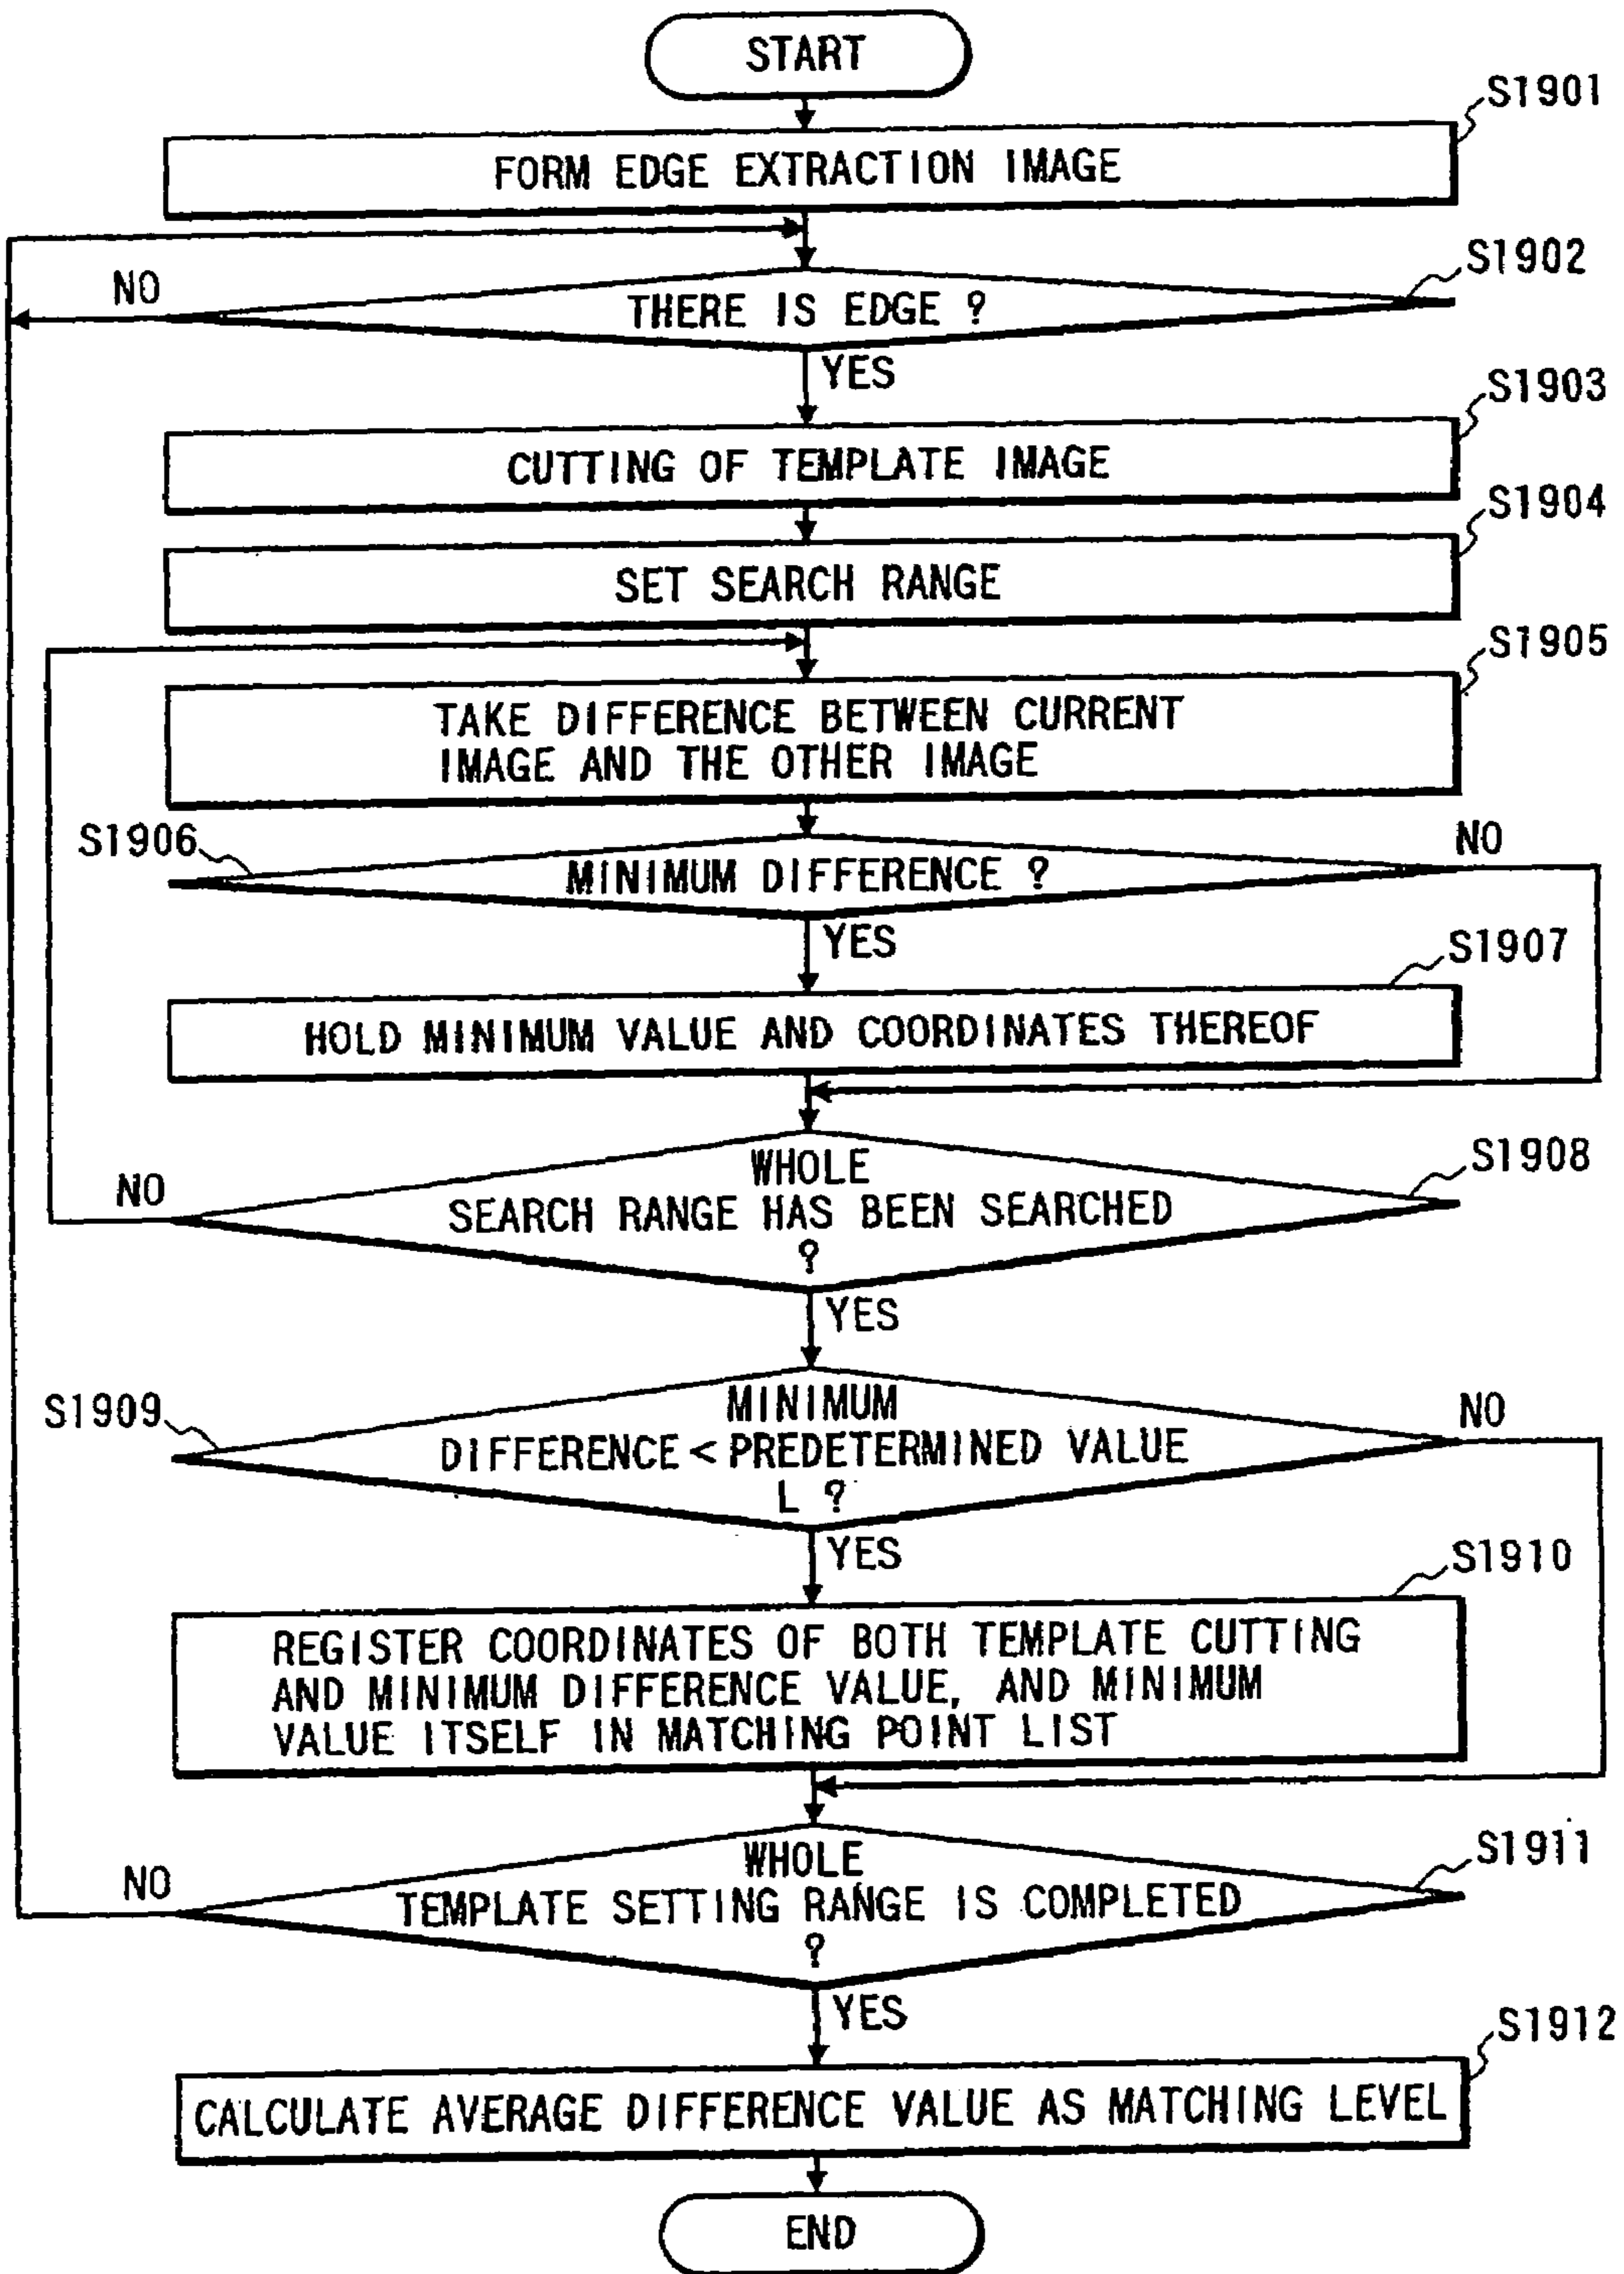 START
S1901
FORM EDGE EXTRACTION IMAGE
S1902
NO
THERE IS EDGE ?
YES
S1903
CUTTING OF TEMPLATE IMAGE
S1904
SET SEARCH RANGE
S1905
TAKE DIFFERENCE BETWEEN CURRENT
IMAGE AND THE OTHER IMAGE
S1906
NO
MINIMUM DIFFERENCE ?
YES
S1907
HOLD MINIMUM VALUE AND COORDINATES THEREOF
S1908
NO
WHOLE
SEARCH RANGE HAS BEEN SEARCHED
?
YES
S1909
NO
MINIMUM
DIFFERENCE < PREDETERMINED VALUE
L ?
YES
S1910
REGISTER COORDINATES OF BOTH TEMPLATE CUTTING
AND MINIMUM DIFFERENCE VALUE, AND MINIMUM
VALUE ITSELF IN MATCHING POINT LIST
S1911
NO
WHOLE
TEMPLATE SETTING RANGE IS COMPLETED
?
YES
S1912
CALCULATE AVERAGE DIFFERENCE VALUE AS MATCHING LEVEL
END